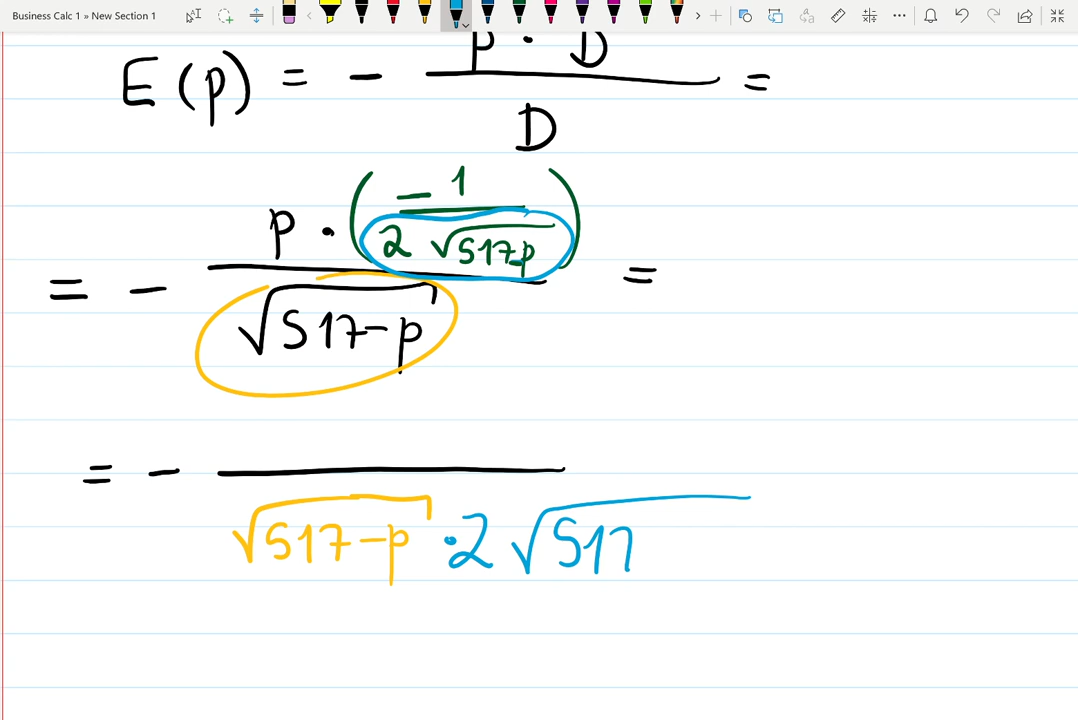 Business Calc 1 » New Section 1
p · D
E(p) = - ─── =
D
-1
p · (───)
2 √517-p
= - ─── =
√517-p
= - ───
√517-p · 2 √517